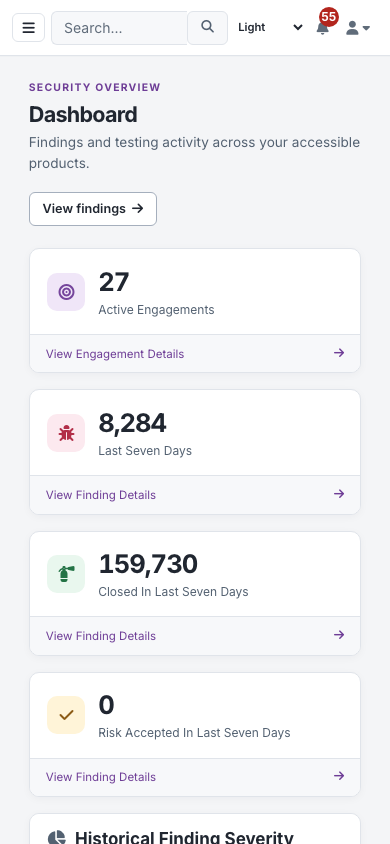 Search...
Light
55
SECURITY OVERVIEW
Dashboard
Findings and testing activity across your accessible
products.
View findings
27
Active Engagements
View Engagement Details
8,284
Last Seven Days
View Finding Details
159,730
Closed In Last Seven Days
View Finding Details
0
Risk Accepted In Last Seven Days
View Finding Details
Historical Finding Severity